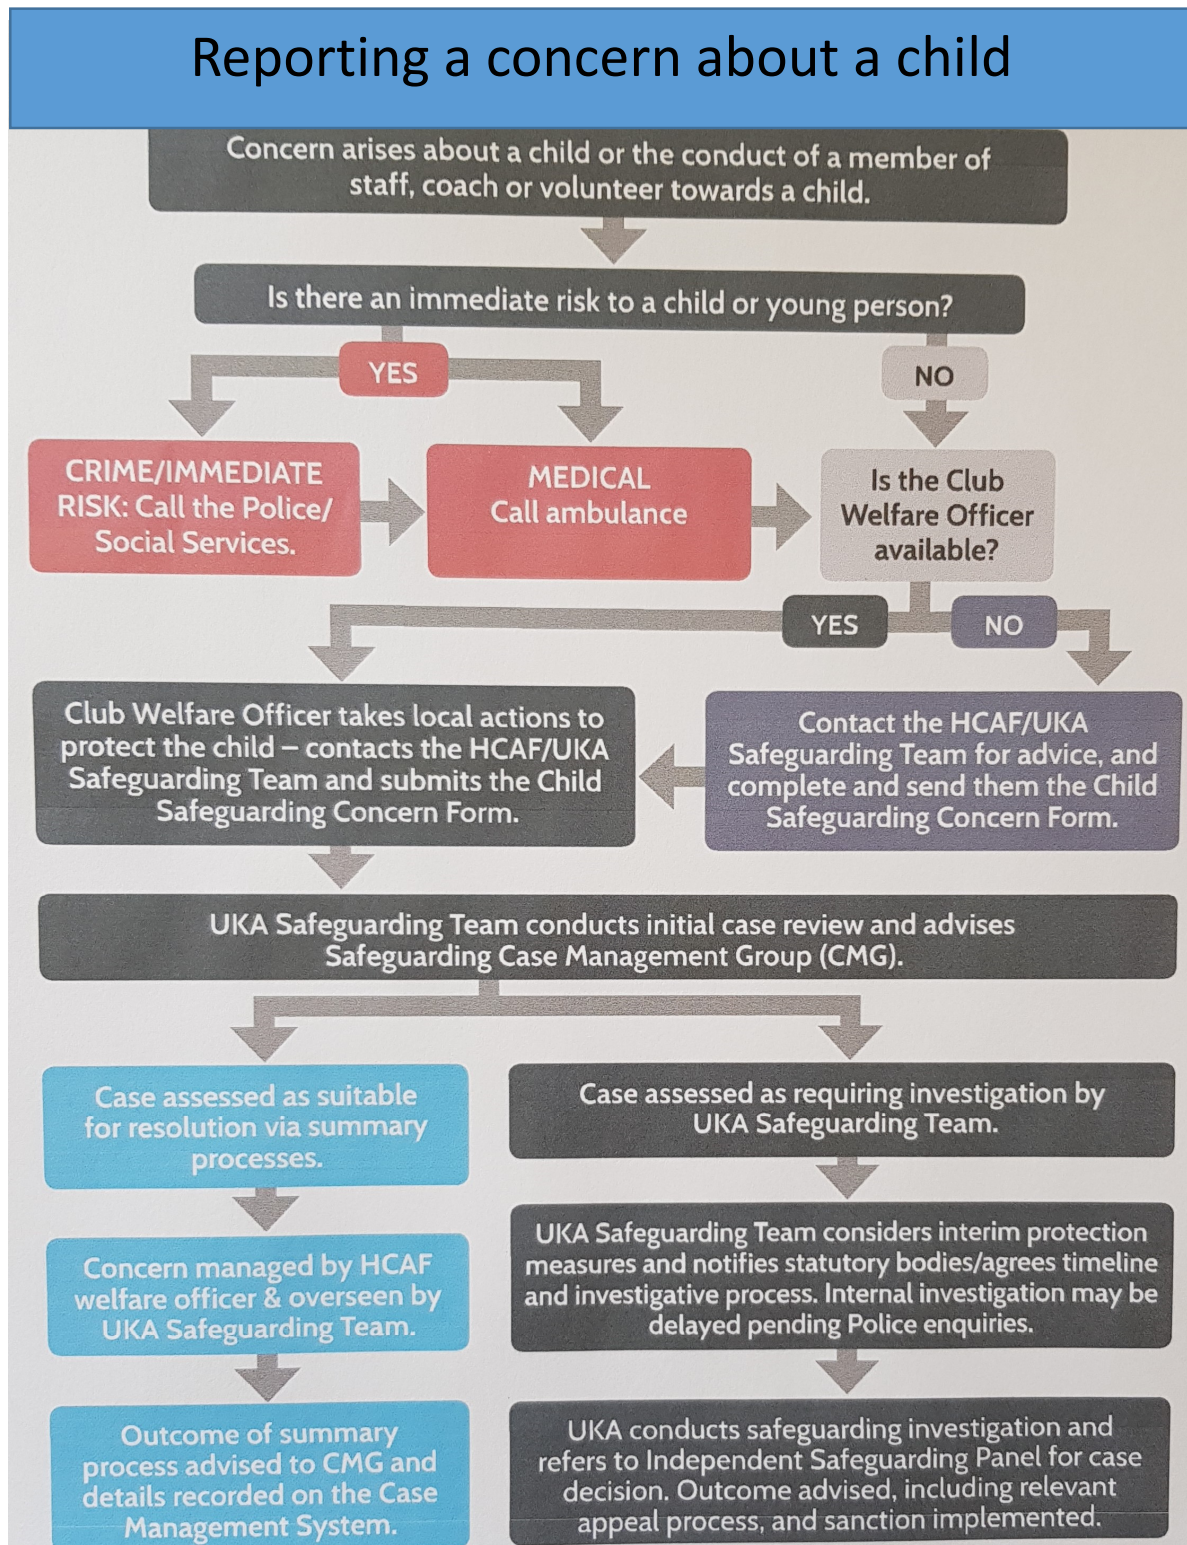 Reporting a concern about a child
Concern arises about a child or the conduct of a member of
staff, coach or volunteer towards a child.
Is there an immediate risk to a child or young person?
YES
NO
CRIME/IMMEDIATE
RISK: Call the Police/
Social Services.
MEDICAL
Call ambulance
Is the Club
Welfare Officer
available?
YES
NO
Club Welfare Officer takes local actions to
protect the child – contacts the HCAF/UKA
Safeguarding Team and submits the Child
Safeguarding Concern Form.
Contact the HCAF/UKA
Safeguarding Team for advice, and
complete and send them the Child
Safeguarding Concern Form.
UKA Safeguarding Team conducts initial case review and advises
Safeguarding Case Management Group (CMG).
Case assessed as suitable
for resolution via summary
processes.
Case assessed as requiring investigation by
UKA Safeguarding Team.
Concern managed by HCAF
welfare officer & overseen by
UKA Safeguarding Team.
UKA Safeguarding Team considers interim protection
measures and notifies statutory bodies/agrees timeline
and investigative process. Internal investigation may be
delayed pending Police enquiries.
Outcome of summary
process advised to CMG and
details recorded on the Case
Management System.
UKA conducts safeguarding investigation and
refers to Independent Safeguarding Panel for case
decision. Outcome advised, including relevant
appeal process, and sanction implemented.